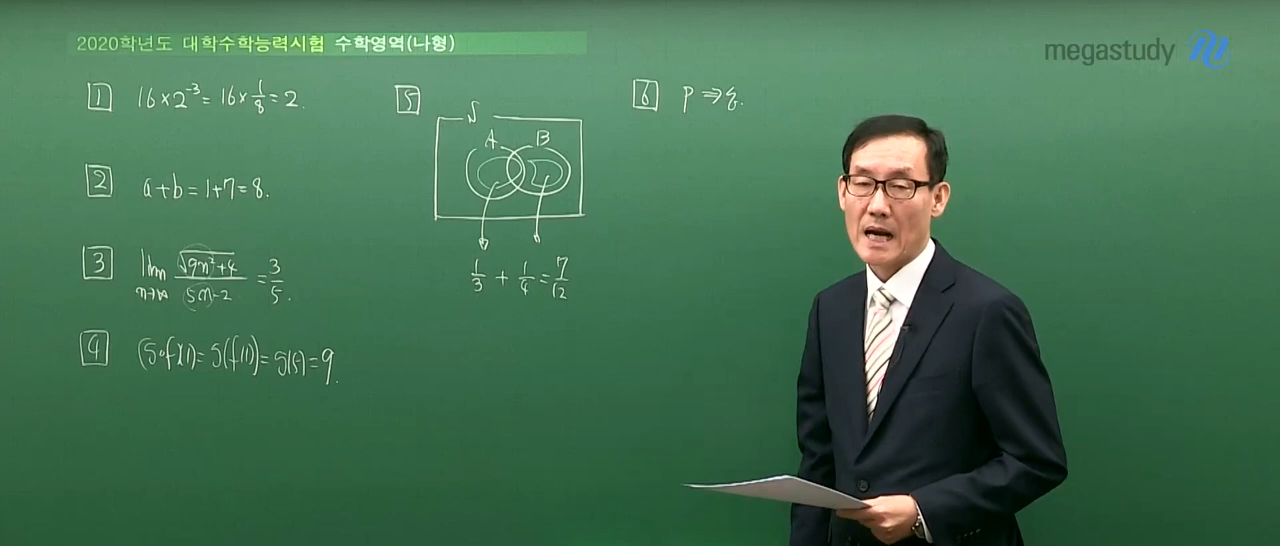 2020학년도 대학수학능력시험 수학영역(나형)
megastudy
1 16×2⁻³=16×1/8=2.
2 a+b=1+7=8.
3 lim n→∞ √9n²+4 / 5n-2 = 3/5.
4 (g∘f)(1)=g(f(1))=g(5)=9.
5
S
A B
1/3 + 1/4 = 7/12
6 p ⇒ q.